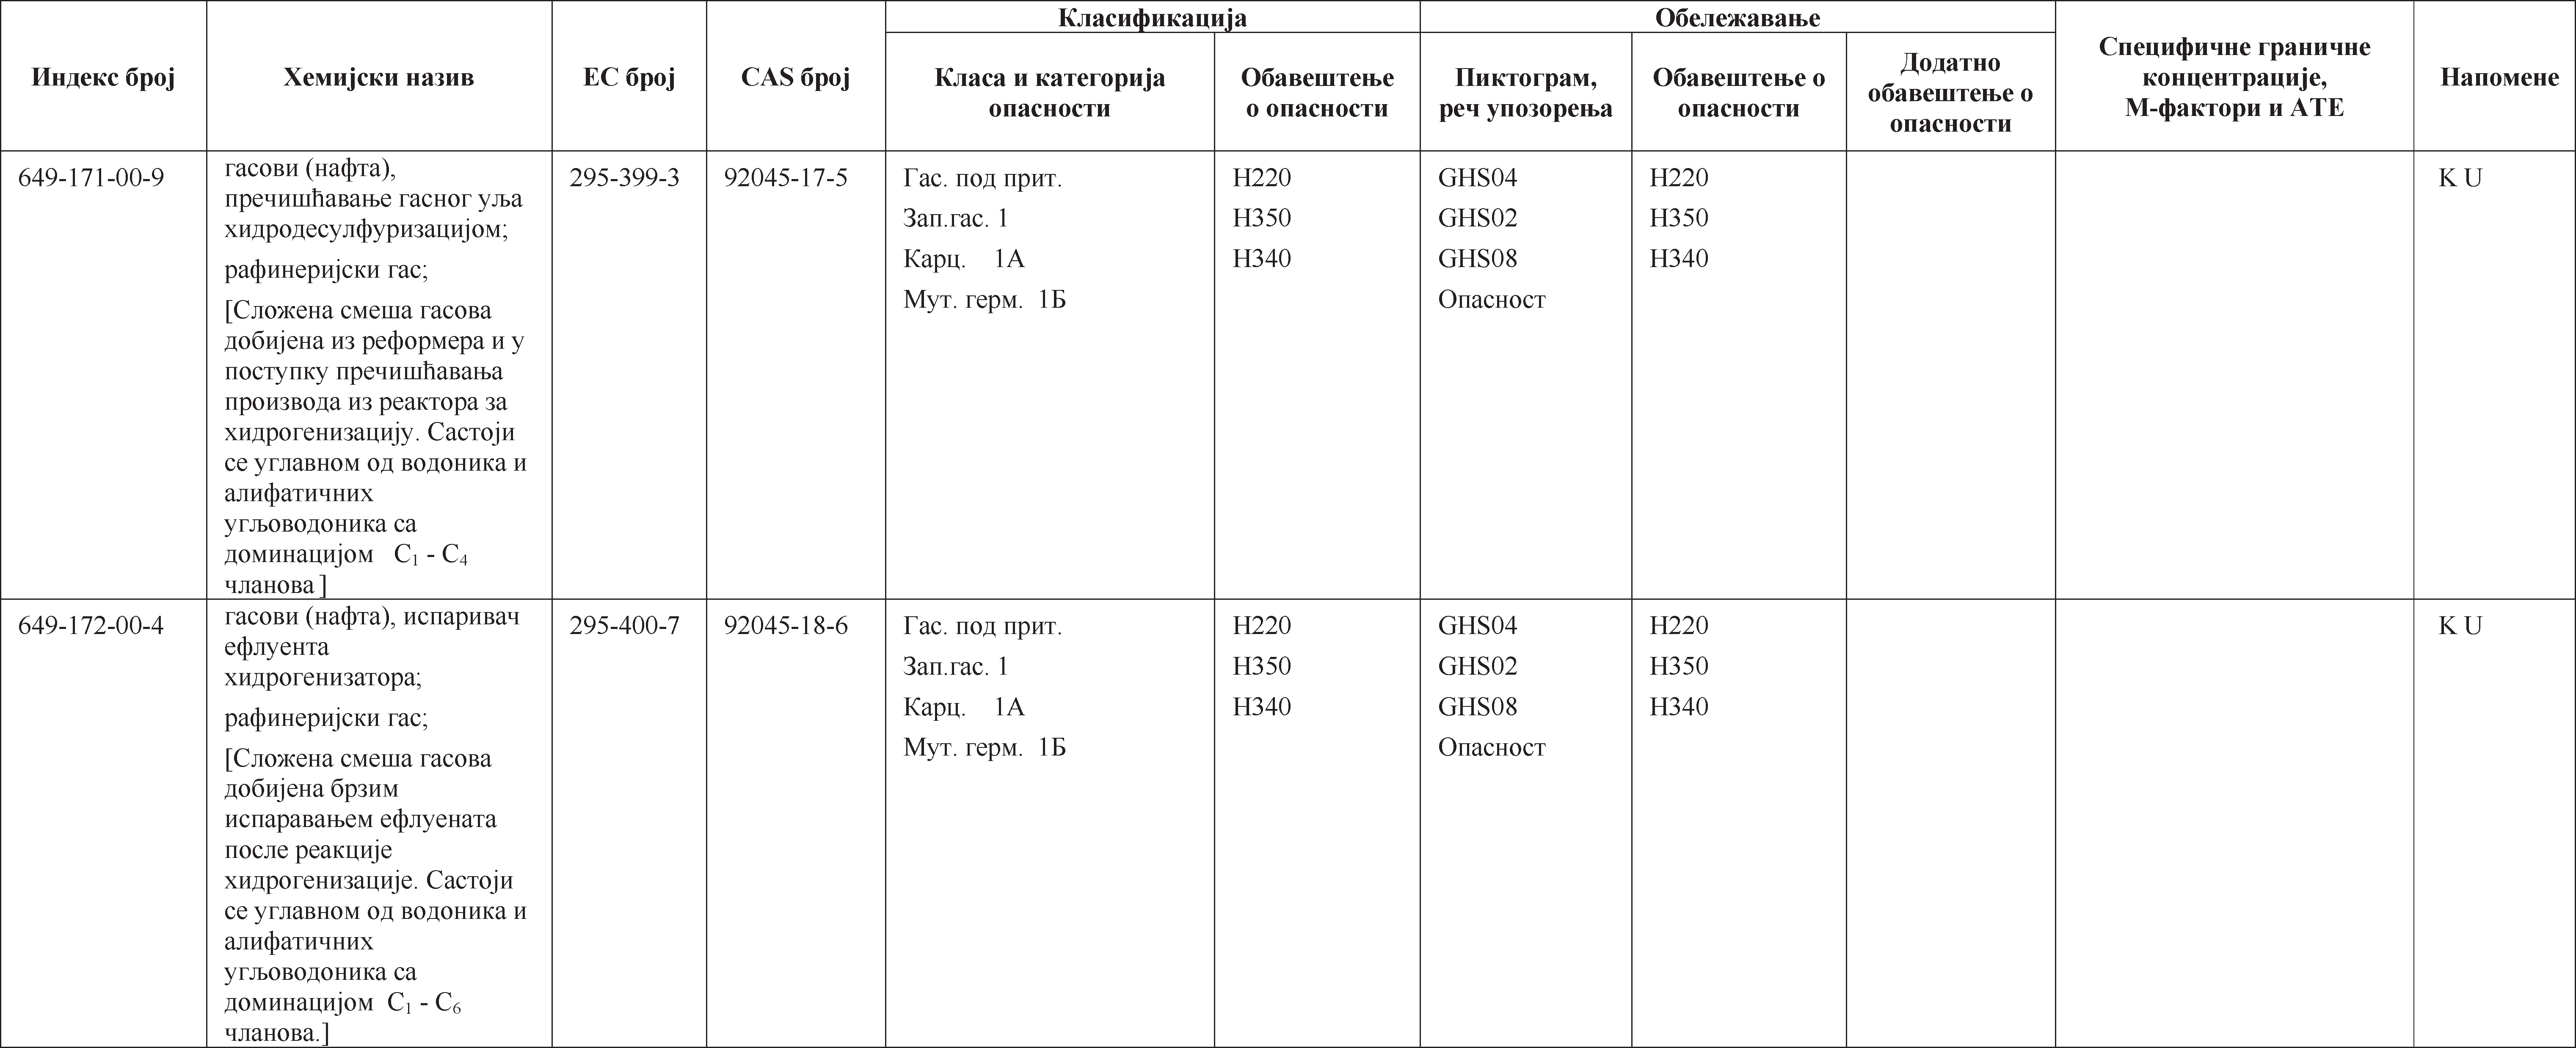 Индекс број
Хемијски назив
ЕС број
CAS број
Класификација
Обележавање
Специфичне граничне
концентрације,
М-фактори и АТЕ
Напомене
Класа и категорија
опасности
Обавештење
о опасности
Пиктограм,
реч упозорења
Обавештење о
опасности
Додатно
обавештење о
опасности
649-171-00-9
гасови (нафта),
пречишћавање гасног уља
хидродесулфуризацијом;
рафинеријски гас;
[Сложена смеша гасова
добијена из реформера и у
поступку пречишћавања
производа из реактора за
хидрогенизацију. Састоји
се углавном од водоника и
алифатичних
угљоводоника са
доминацијом C₁ - C₄
чланова]
295-399-3
92045-17-5
Гас. под прит.
Зап.гас. 1
Карц. 1А
Мут. герм. 1Б
H220
H350
H340
GHS04
GHS02
GHS08
Опасност
H220
H350
H340
K U
649-172-00-4
гасови (нафта), испаривач
ефлуента
хидрогенизатора;
рафинеријски гас;
[Сложена смеша гасова
добијена брзим
испаравањем ефлуената
после реакције
хидрогенизације. Састоји
се углавном од водоника и
алифатичних
угљоводоника са
доминацијом C₁ - C₆
чланова.]
295-400-7
92045-18-6
Гас. под прит.
Зап.гас. 1
Карц. 1А
Мут. герм. 1Б
H220
H350
H340
GHS04
GHS02
GHS08
Опасност
H220
H350
H340
K U